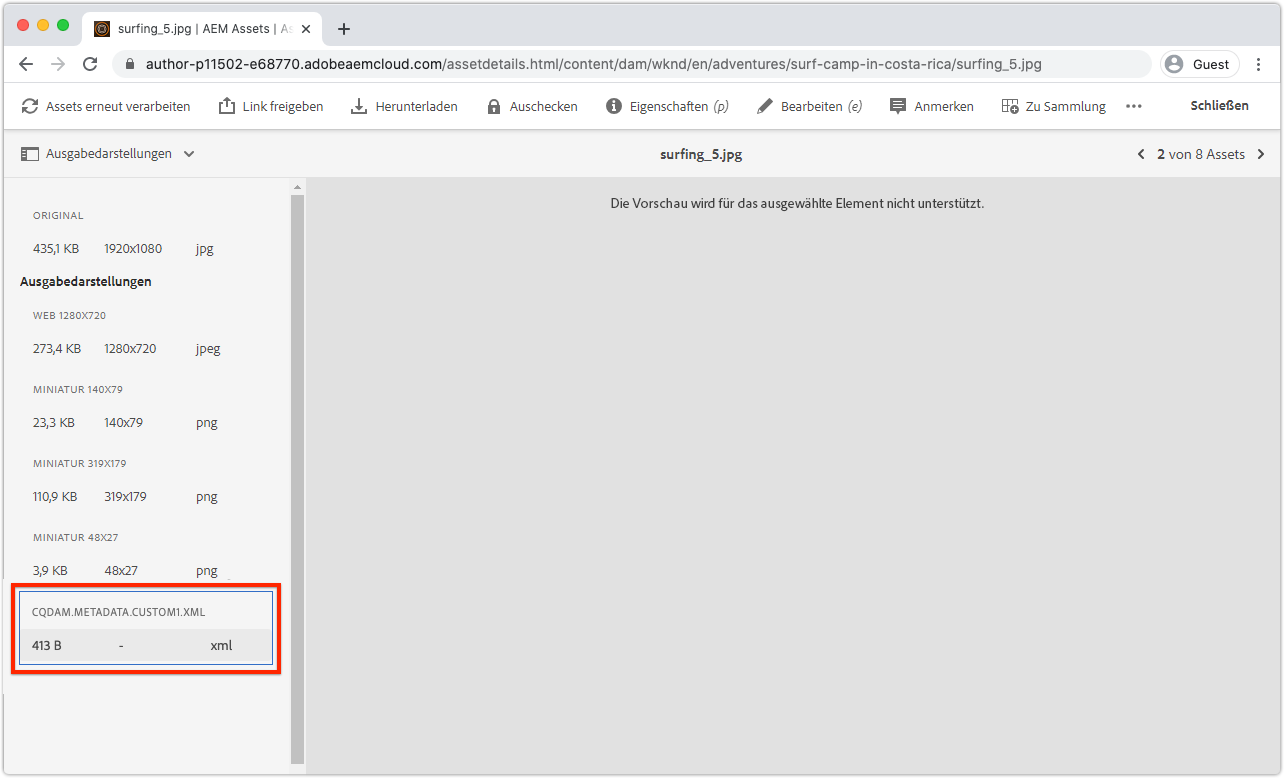 surfing_5.jpg | AEM Assets | As
author-p11502-e68770.adobeaemcloud.com/assetdetails.html/content/dam/wknd/en/adventures/surf-camp-in-costa-rica/surfing_5.jpg
Guest
Assets erneut verarbeiten Link freigeben Herunterladen Auschecken Eigenschaften (p) Bearbeiten (e) Anmerken Zu Sammlung ••• Schließen
Ausgabedarstellungen surfing_5.jpg 2 von 8 Assets
Die Vorschau wird für das ausgewählte Element nicht unterstützt.
ORIGINAL
435,1 KB 1920x1080 jpg
Ausgabedarstellungen
WEB 1280X720
273,4 KB 1280x720 jpeg
MINIATUR 140X79
23,3 KB 140x79 png
MINIATUR 319X179
110,9 KB 319x179 png
MINIATUR 48X27
3,9 KB 48x27 png
CQDAM.METADATA.CUSTOM1.XML
413 B - xml